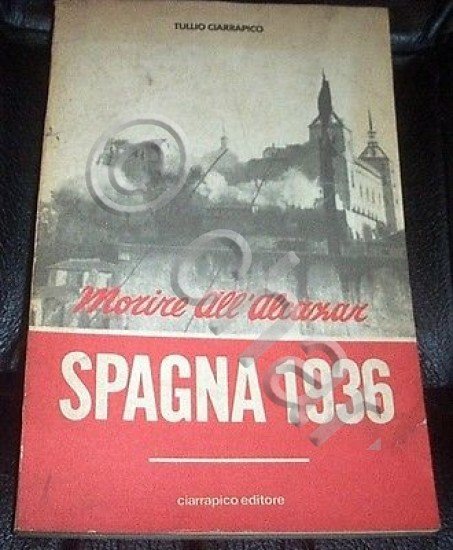 TULLIO CIARRAPICO
Morire All'Alcazar
SPAGNA 1936
ciarrapico editore